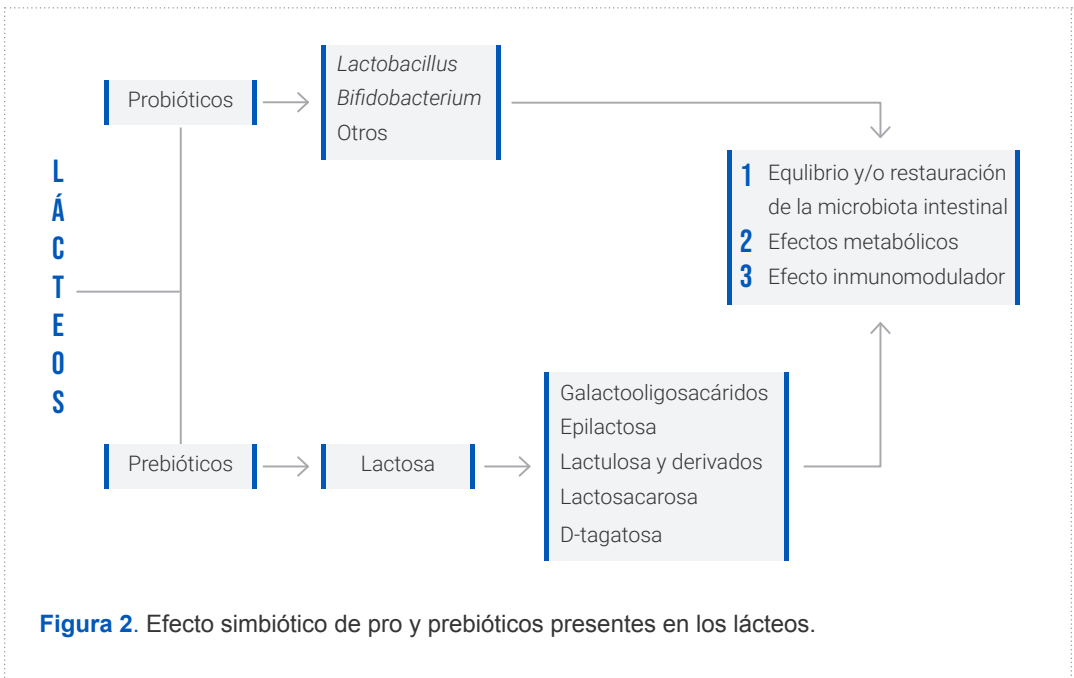 LÁCTEOS
Probióticos
Lactobacillus
Bifidobacterium
Otros
1 Equlibrio y/o restauración
de la microbiota intestinal
2 Efectos metabólicos
3 Efecto inmunomodulador
Prebióticos
Lactosa
Galactooligosacáridos
Epilactosa
Lactulosa y derivados
Lactosacarosa
D-tagatosa
Figura 2. Efecto simbiótico de pro y prebióticos presentes en los lácteos.